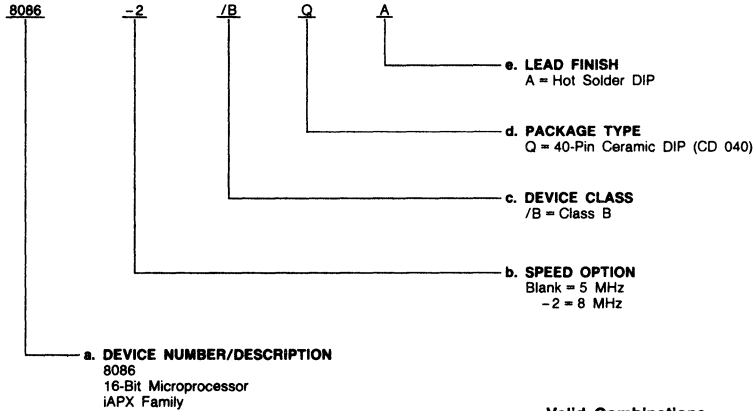 8086 -2 /B Q A
e. LEAD FINISH
A = Hot Solder DIP
d. PACKAGE TYPE
Q = 40-Pin Ceramic DIP (CD 040)
c. DEVICE CLASS
/B = Class B
b. SPEED OPTION
Blank = 5 MHz
-2 = 8 MHz
a. DEVICE NUMBER/DESCRIPTION
8086
16-Bit Microprocessor
iAPX Family
Valid Combinations